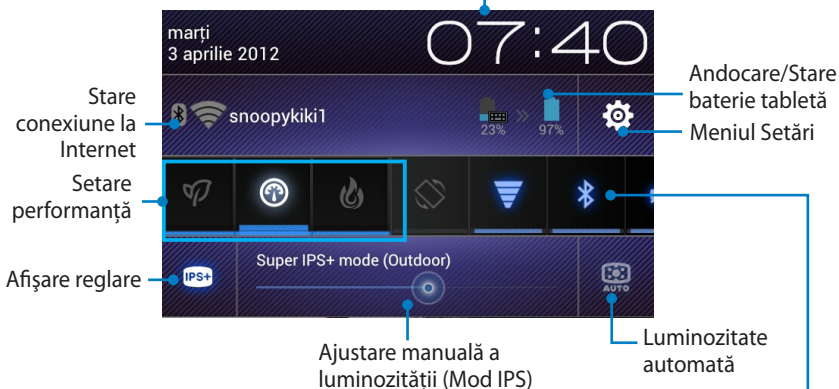 marți
3 aprilie 2012
07:40
Andocare/Stare
baterie tabletă
Stare
conexiune la
Internet
snoopykiki1
23%
97%
Meniul Setări
Setare
performanță
Afişare reglare
IPS+
Super IPS+ mode (Outdoor)
AUTO
Ajustare manuală a
luminozității (Mod IPS)
Luminozitate
automată